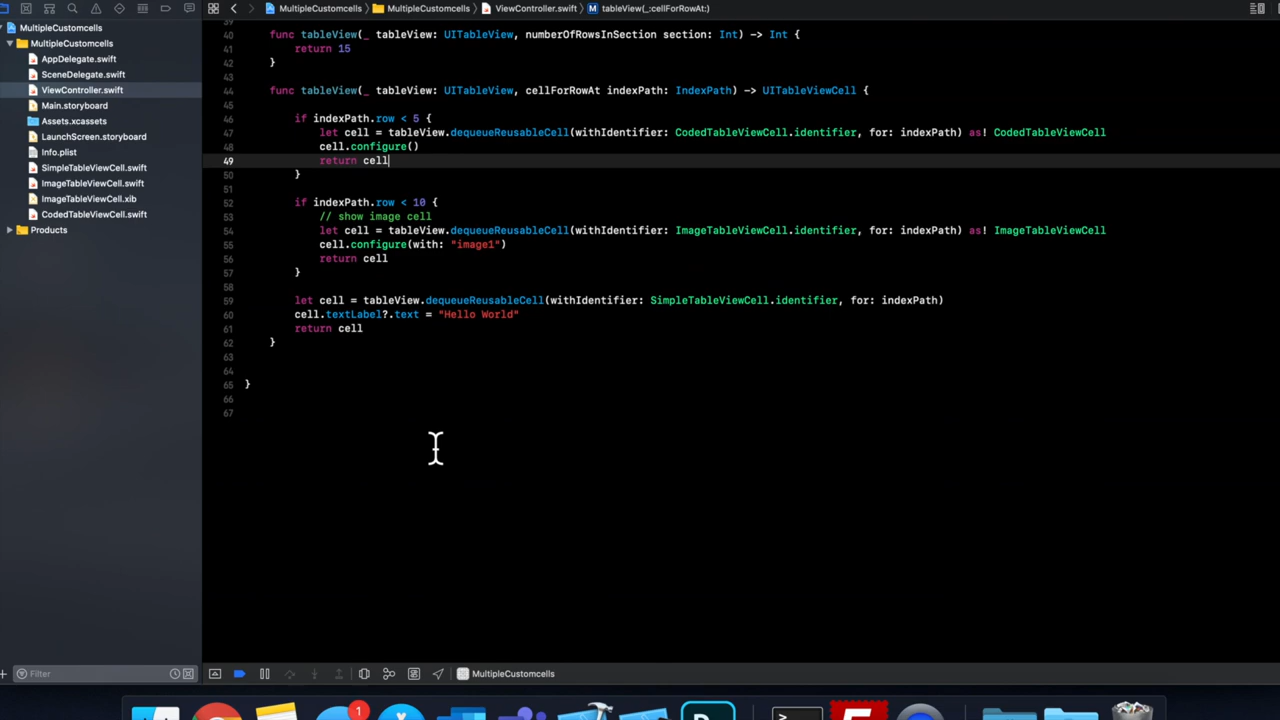 MultipleCustomcells MultipleCustomcells ViewController.swift M tableView(_:cellForRowAt:)
MultipleCustomcells
MultipleCustomcells
AppDelegate.swift
SceneDelegate.swift
ViewController.swift
Main.storyboard
Assets.xcassets
LaunchScreen.storyboard
Info.plist
SimpleTableViewCell.swift
ImageTableViewCell.swift
ImageTableViewCell.xib
CodedTableViewCell.swift
Products
39
40 func tableView(_ tableView: UITableView, numberOfRowsInSection section: Int) -> Int {
41 return 15
42 }
43
44 func tableView(_ tableView: UITableView, cellForRowAt indexPath: IndexPath) -> UITableViewCell {
45
46 if indexPath.row < 5 {
47 let cell = tableView.dequeueReusableCell(withIdentifier: CodedTableViewCell.identifier, for: indexPath) as! CodedTableViewCell
48 cell.configure()
49 return cell
50 }
51
52 if indexPath.row < 10 {
53 // show image cell
54 let cell = tableView.dequeueReusableCell(withIdentifier: ImageTableViewCell.identifier, for: indexPath) as! ImageTableViewCell
55 cell.configure(with: "image1")
56 return cell
57 }
58
59 let cell = tableView.dequeueReusableCell(withIdentifier: SimpleTableViewCell.identifier, for: indexPath)
60 cell.textLabel?.text = "Hello World"
61 return cell
62 }
63
64
65 }
66
67
Filter
MultipleCustomcells
1